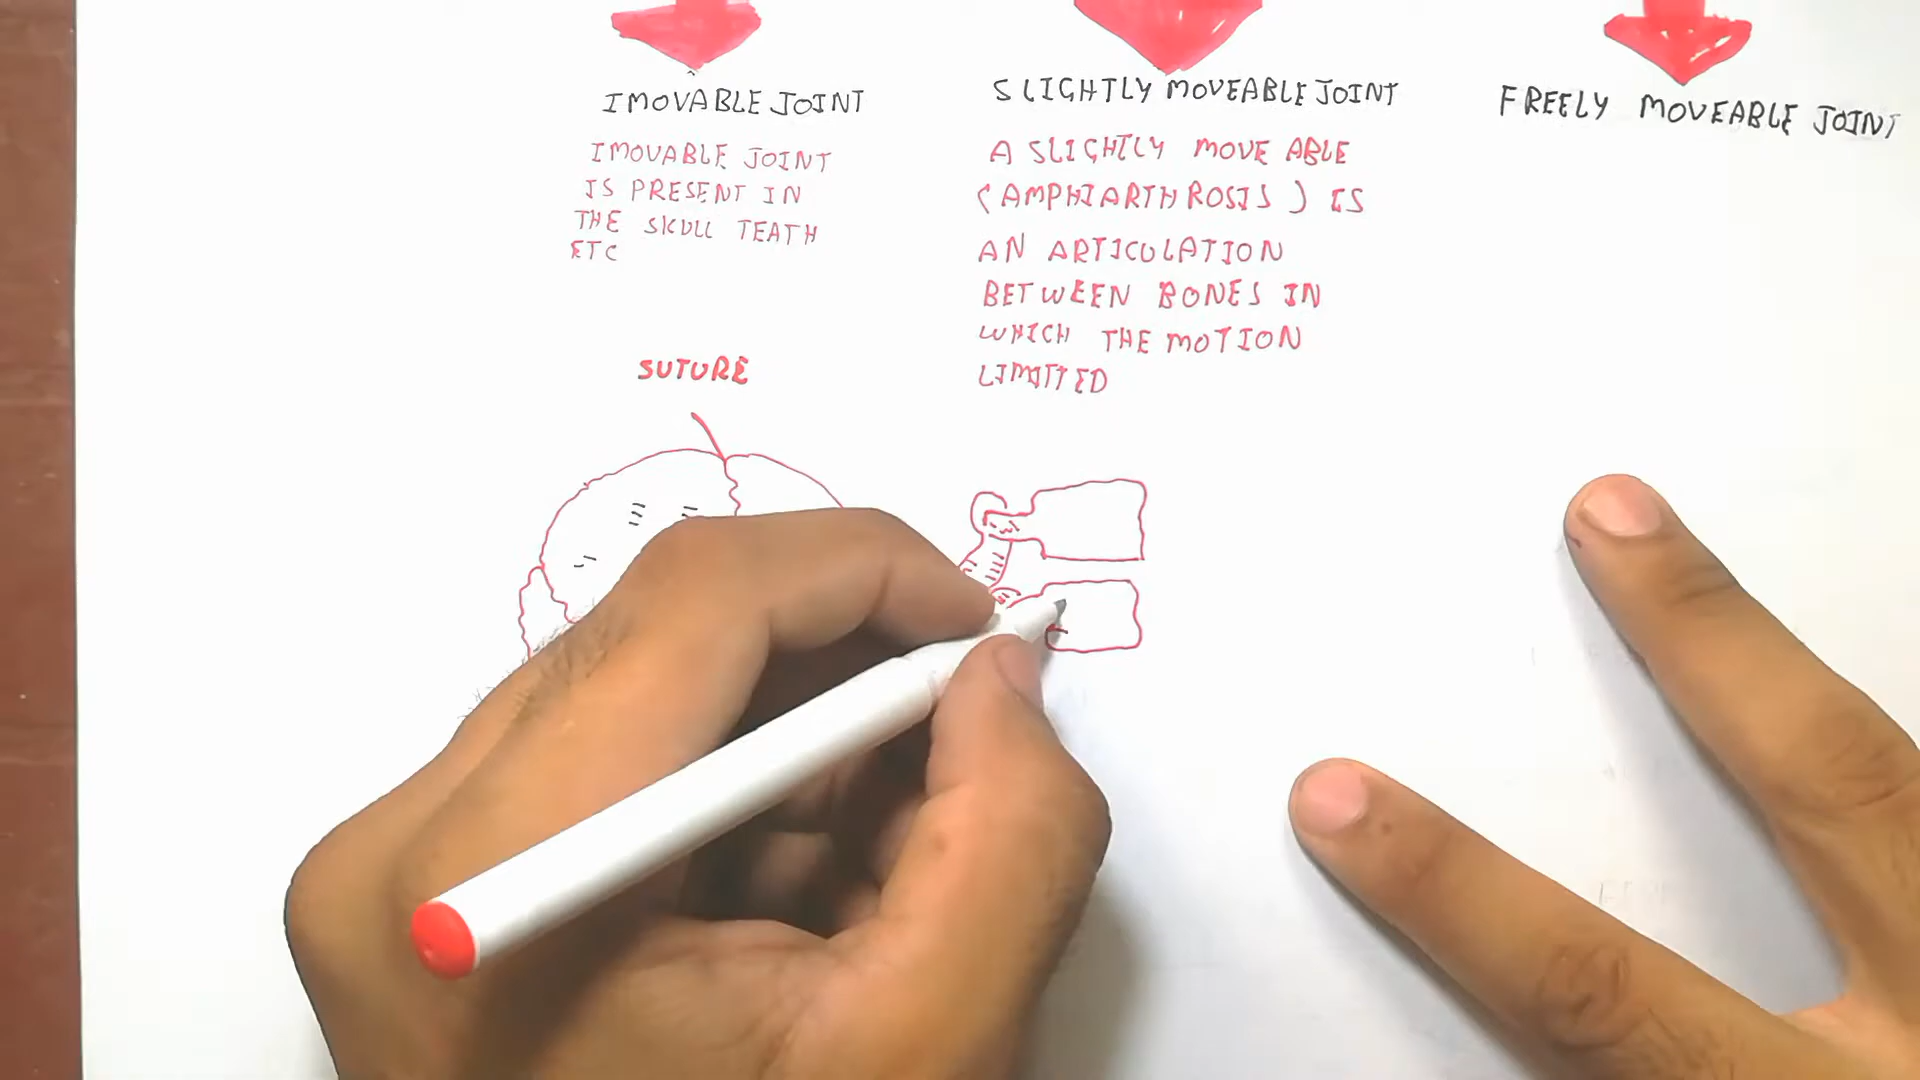 IMOVABLE JOINT
IMOVABLE JOINT
IS PRESENT IN
THE SKULL TEATH
ETC
SUTURE
SLIGHTLY MOVEABLE JOINT
A SLIGHTLY MOVE ABLE
(AMPHIARTHROSIS) IS
AN ARTICULATION
BETWEEN BONES IN
WHICH THE MOTION
LIMITTED
FREELY MOVEABLE JOINT